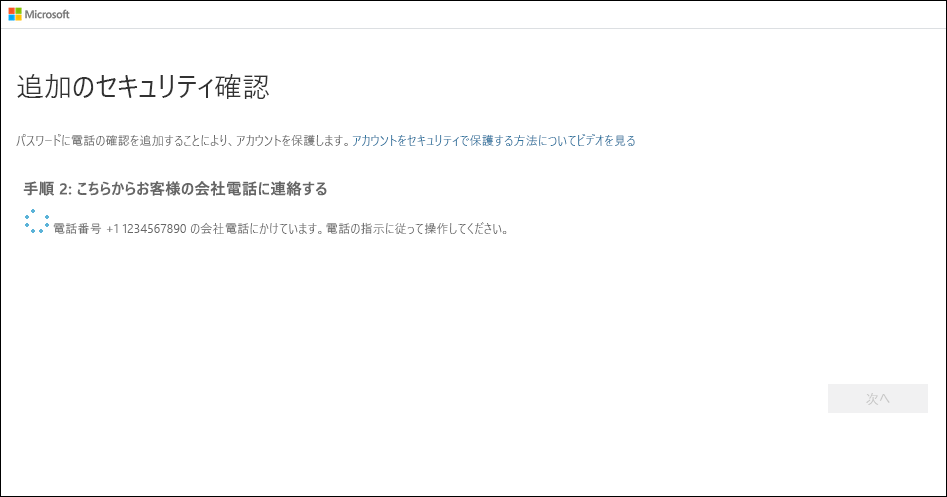 Microsoft
追加のセキュリティ確認
パスワードに電話の確認を追加することにより、アカウントを保護します。アカウントをセキュリティで保護する方法についてビデオを見る
手順 2: こちらからお客様の会社電話に連絡する
電話番号 +1 1234567890 の会社電話にかけています。電話の指示に従って操作してください。
次へ